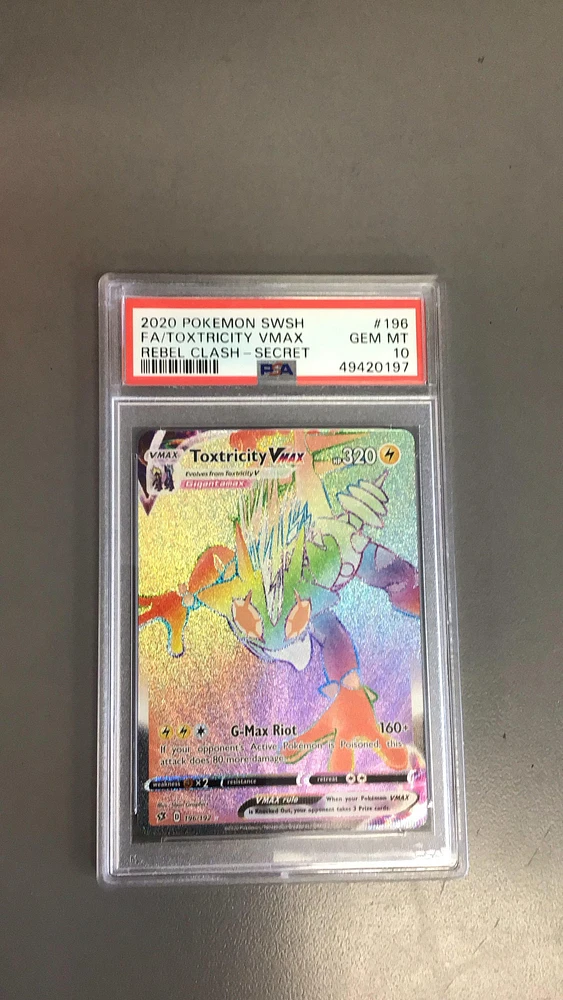 2020 POKEMON SWSH #196
FA/TOXTRICITY VMAX GEM MT
REBEL CLASH - SECRET 10
PSA 49420197
VMAX Toxtricity VMAX HP 320
Evolves from Toxtricity V
Gigantamax
G-Max Riot 160+
If your opponent's Active Pokémon is Poisoned, this
attack does 80 more damage.
weakness ×2 resistance retreat
VMAX rule When your Pokémon VMAX
is Knocked Out, your opponent takes 3 Prize cards.
D 196/192